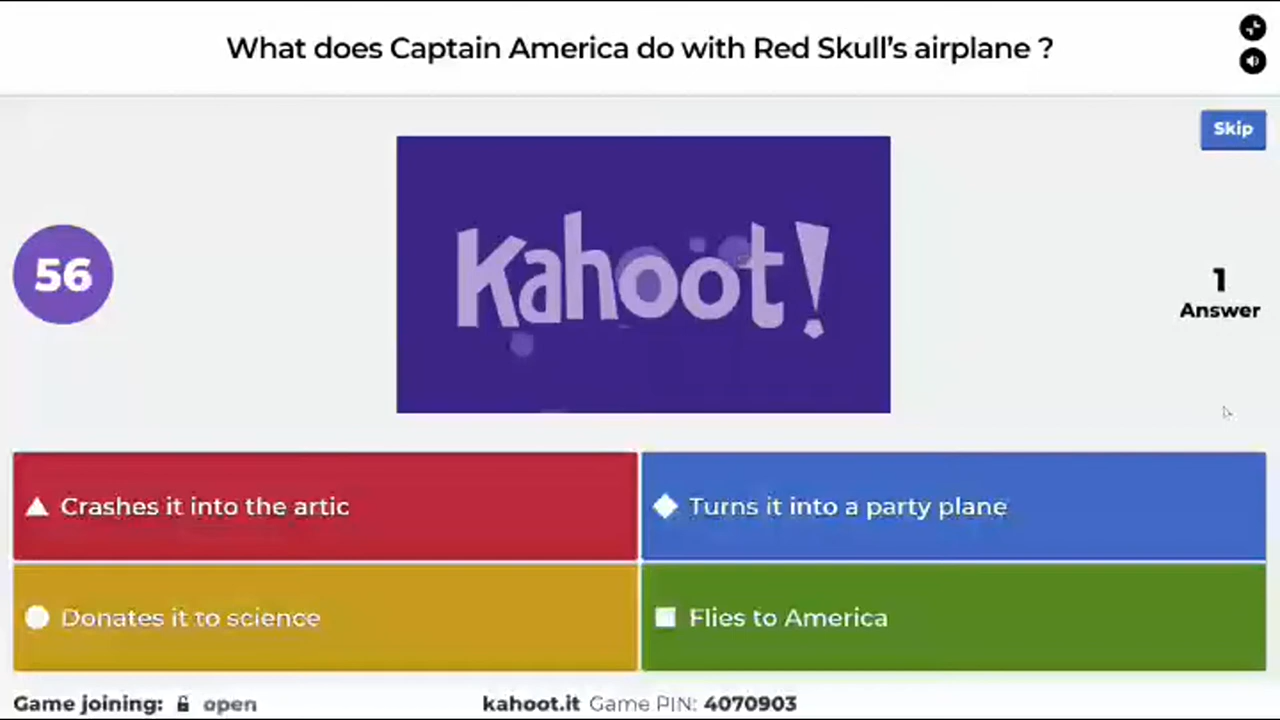 What does Captain America do with Red Skull's airplane ?
Skip
Kahoot!
56
1
Answer
Crashes it into the artic
Turns it into a party plane
Donates it to science
Flies to America
Game joining: open
kahoot.it Game PIN: 4070903